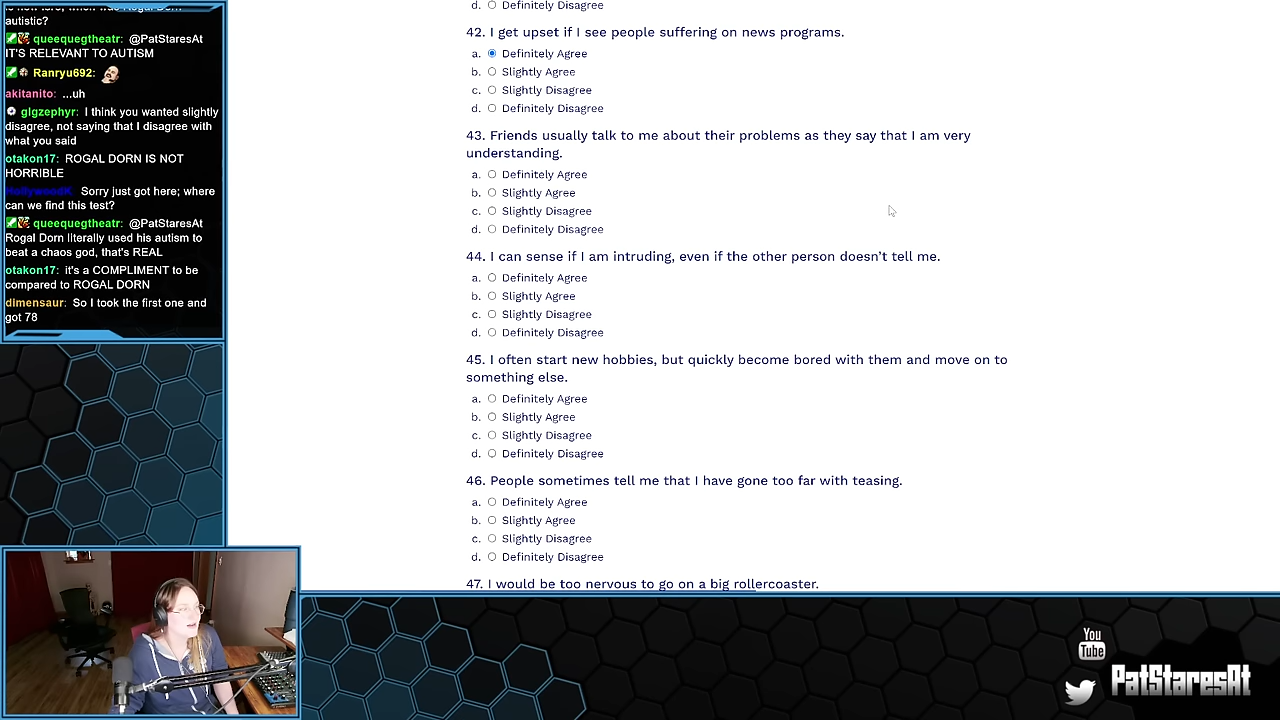 autistic?
queequegtheatr: @PatStaresAt
IT'S RELEVANT TO AUTISM
Ranryu692:
akitanito: ...uh
glgzephyr: I think you wanted slightly
disagree, not saying that I disagree with
what you said
otakon17: ROGAL DORN IS NOT
HORRIBLE
HollywoodK Sorry just got here; where
can we find this test?
queequegtheatr: @PatStaresAt
Rogal Dorn literally used his autism to
beat a chaos god, that's REAL
otakon17: it's a COMPLIMENT to be
compared to ROGAL DORN
dimensaur: So I took the first one and
got 78
d. Definitely Disagree
42. I get upset if I see people suffering on news programs.
a. Definitely Agree
b. Slightly Agree
c. Slightly Disagree
d. Definitely Disagree
43. Friends usually talk to me about their problems as they say that I am very
understanding.
a. Definitely Agree
b. Slightly Agree
c. Slightly Disagree
d. Definitely Disagree
44. I can sense if I am intruding, even if the other person doesn't tell me.
a. Definitely Agree
b. Slightly Agree
c. Slightly Disagree
d. Definitely Disagree
45. I often start new hobbies, but quickly become bored with them and move on to
something else.
a. Definitely Agree
b. Slightly Agree
c. Slightly Disagree
d. Definitely Disagree
46. People sometimes tell me that I have gone too far with teasing.
a. Definitely Agree
b. Slightly Agree
c. Slightly Disagree
d. Definitely Disagree
47. I would be too nervous to go on a big rollercoaster.
You
Tube
PatStaresAt